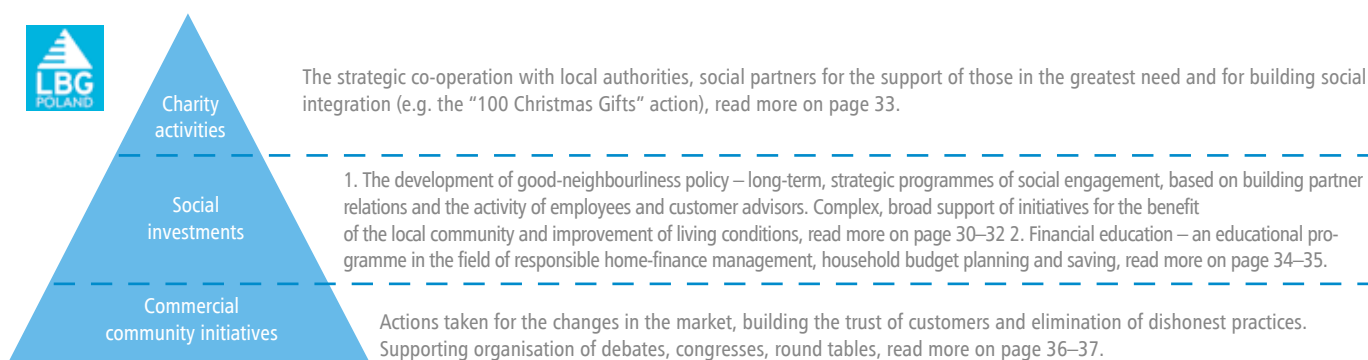 LBG
POLAND
Charity
activities
The strategic co-operation with local authorities, social partners for the support of those in the greatest need and for building social
integration (e.g. the “100 Christmas Gifts” action), read more on page 33.
Social
investments
1. The development of good-neighbourliness policy – long-term, strategic programmes of social engagement, based on building partner
relations and the activity of employees and customer advisors. Complex, broad support of initiatives for the benefit
of the local community and improvement of living conditions, read more on page 30–32 2. Financial education – an educational pro-
gramme in the field of responsible home-finance management, household budget planning and saving, read more on page 34–35.
Commercial
community initiatives
Actions taken for the changes in the market, building the trust of customers and elimination of dishonest practices.
Supporting organisation of debates, congresses, round tables, read more on page 36–37.